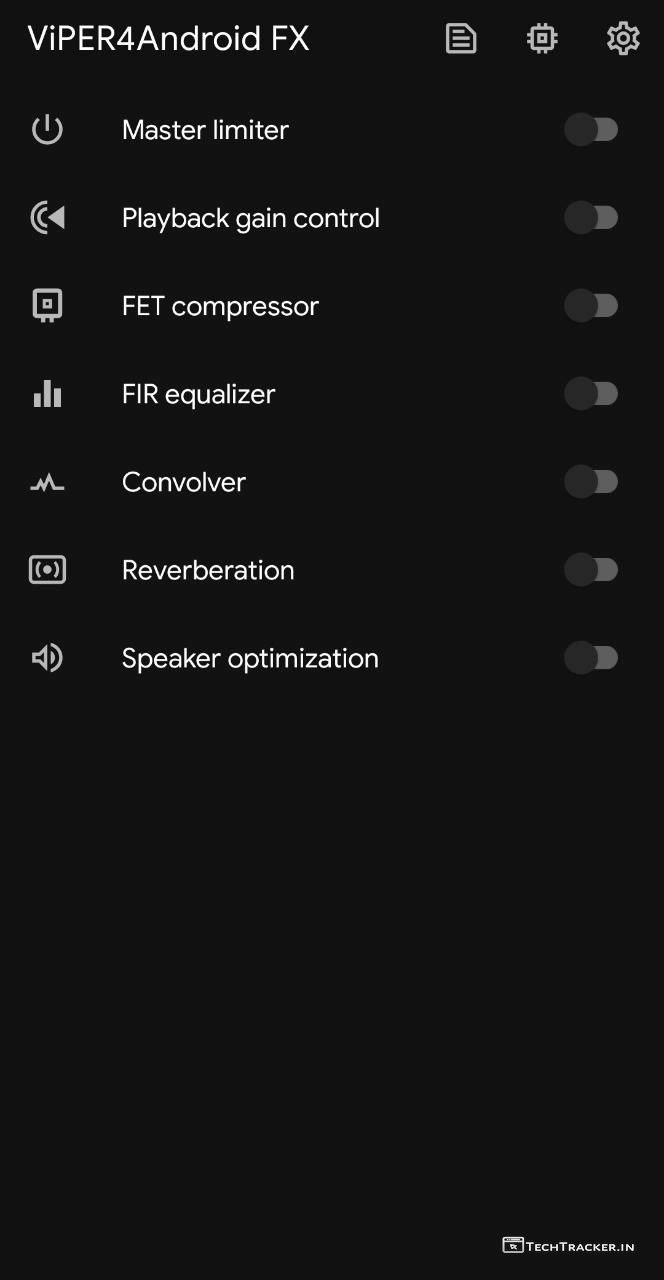 ViPER4Android FX
Master limiter
Playback gain control
FET compressor
FIR equalizer
Convolver
Reverberation
Speaker optimization
TECHTRACKER.IN